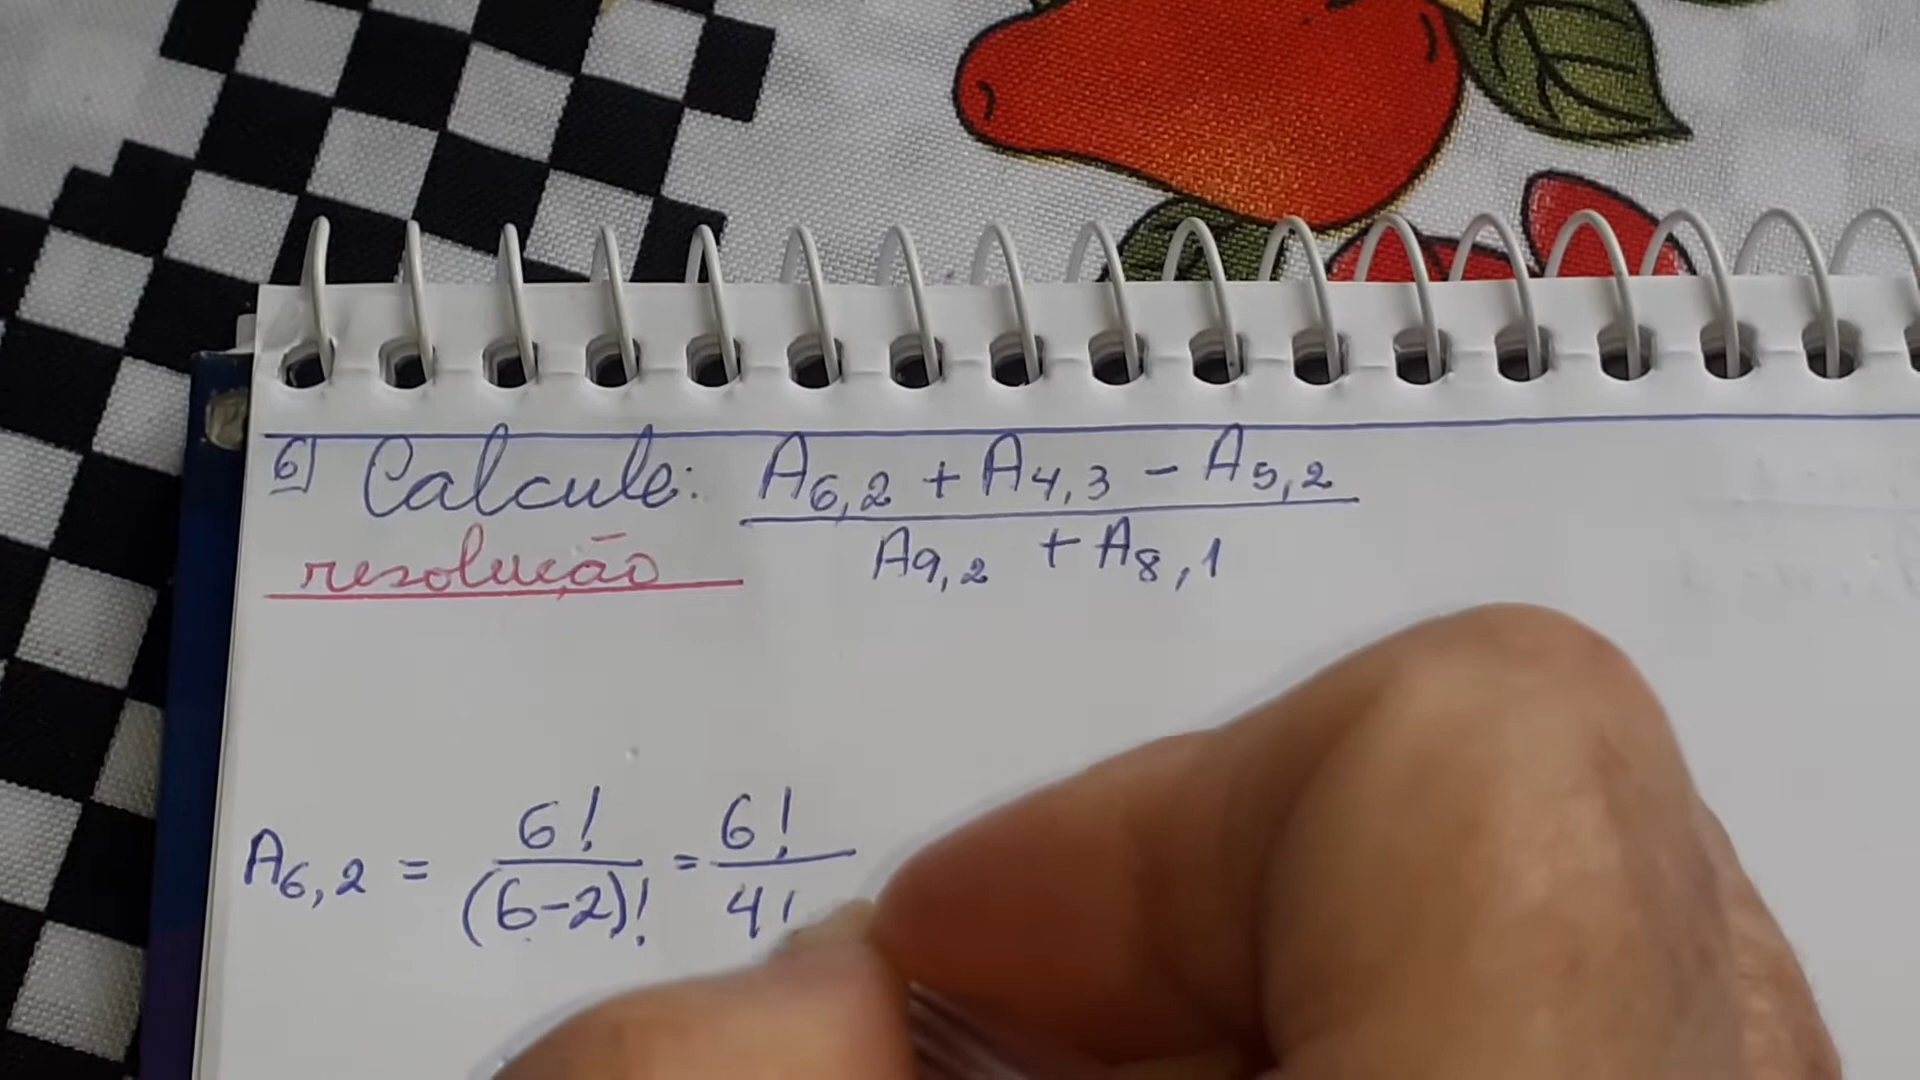 6) Calcule: (A6,2 + A4,3 - A5,2) / (A9,2 + A8,1)
resolução
A6,2 = 6! / (6-2)! = 6! / 4!